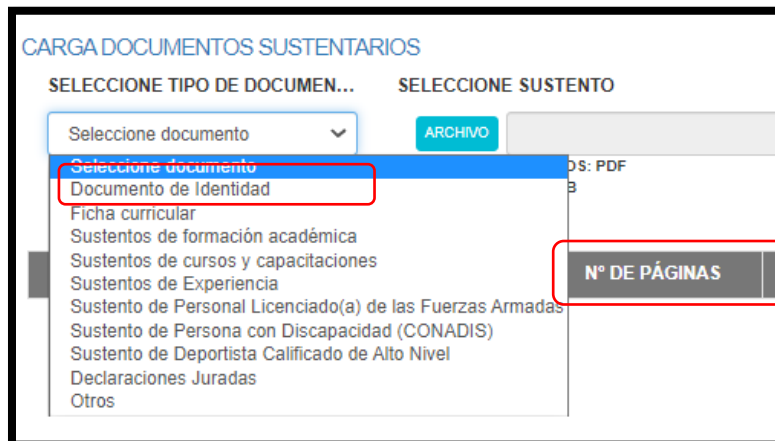 CARGA DOCUMENTOS SUSTENTARIOS
SELECCIONE TIPO DE DOCUMEN... SELECCIONE SUSTENTO
Seleccione documento ARCHIVO
Seleccione documento
Documento de Identidad
Ficha curricular
Sustentos de formación académica
Sustentos de cursos y capacitaciones
Sustentos de Experiencia
Sustento de Personal Licenciado(a) de las Fuerzas Armadas
Sustento de Persona con Discapacidad (CONADIS)
Sustento de Deportista Calificado de Alto Nivel
Declaraciones Juradas
Otros
: PDF
N° DE PÁGINAS